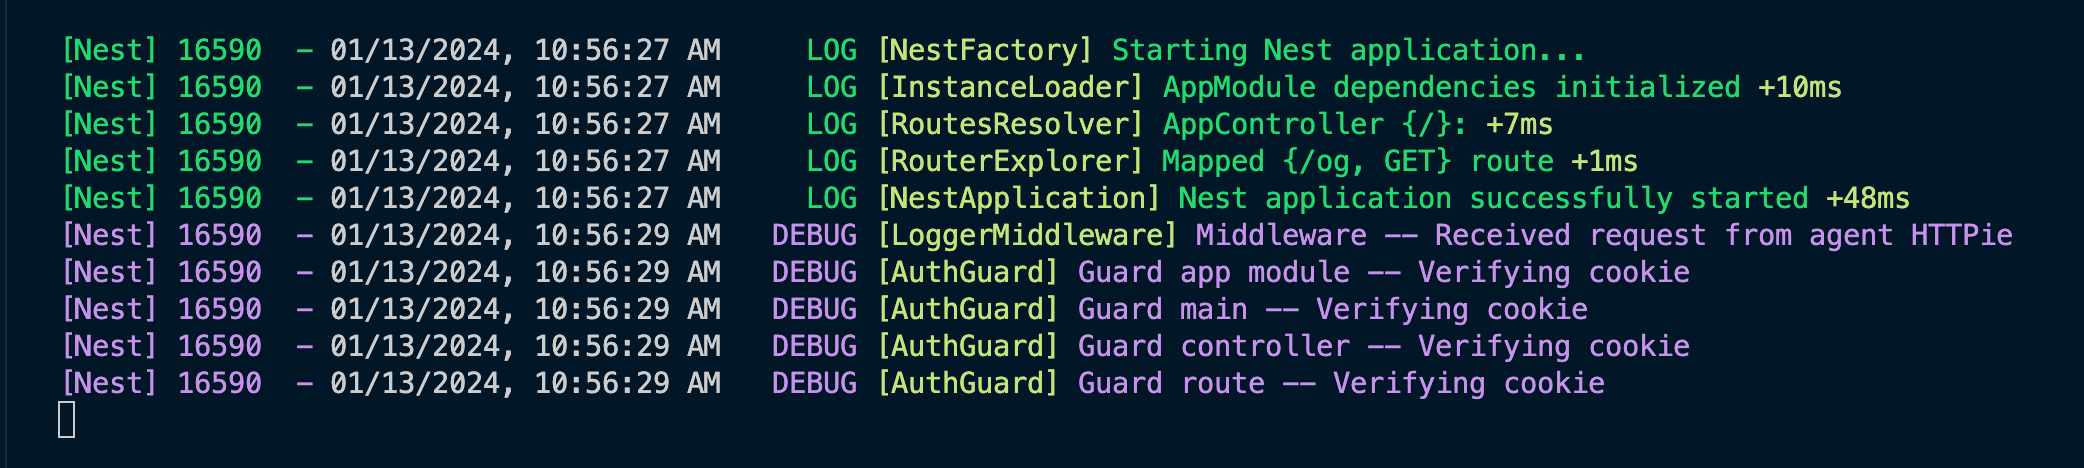 [Nest] 16590  - 01/13/2024, 10:56:27 AM     LOG [NestFactory] Starting Nest application...
[Nest] 16590  - 01/13/2024, 10:56:27 AM     LOG [InstanceLoader] AppModule dependencies initialized +10ms
[Nest] 16590  - 01/13/2024, 10:56:27 AM     LOG [RoutesResolver] AppController {/}: +7ms
[Nest] 16590  - 01/13/2024, 10:56:27 AM     LOG [RouterExplorer] Mapped {/og, GET} route +1ms
[Nest] 16590  - 01/13/2024, 10:56:27 AM     LOG [NestApplication] Nest application successfully started +48ms
[Nest] 16590  - 01/13/2024, 10:56:29 AM   DEBUG [LoggerMiddleware] Middleware -- Received request from agent HTTPie
[Nest] 16590  - 01/13/2024, 10:56:29 AM   DEBUG [AuthGuard] Guard app module -- Verifying cookie
[Nest] 16590  - 01/13/2024, 10:56:29 AM   DEBUG [AuthGuard] Guard main -- Verifying cookie
[Nest] 16590  - 01/13/2024, 10:56:29 AM   DEBUG [AuthGuard] Guard controller -- Verifying cookie
[Nest] 16590  - 01/13/2024, 10:56:29 AM   DEBUG [AuthGuard] Guard route -- Verifying cookie